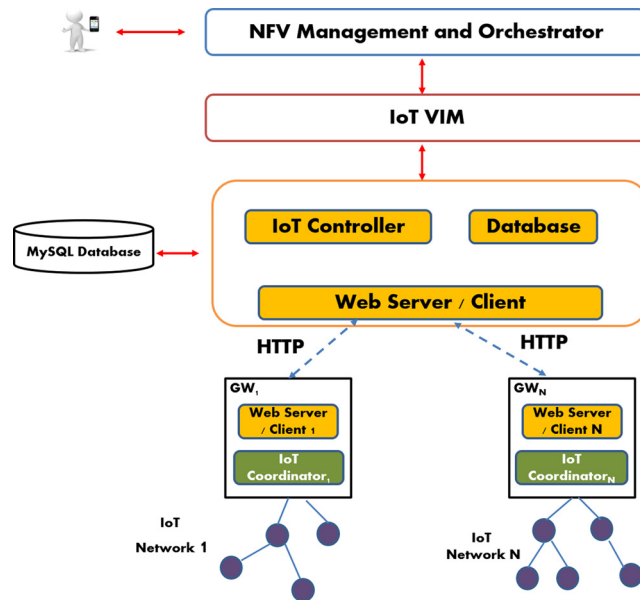 NFV Management and Orchestrator
IoT VIM
IoT Controller
Database
MySQL Database
Web Server / Client
HTTP
HTTP
GW1
Web Server
/ Client 1
IoT
Coordinator1
GWN
Web Server
/ Client N
IoT
CoordinatorN
IoT
Network 1
IoT
Network N